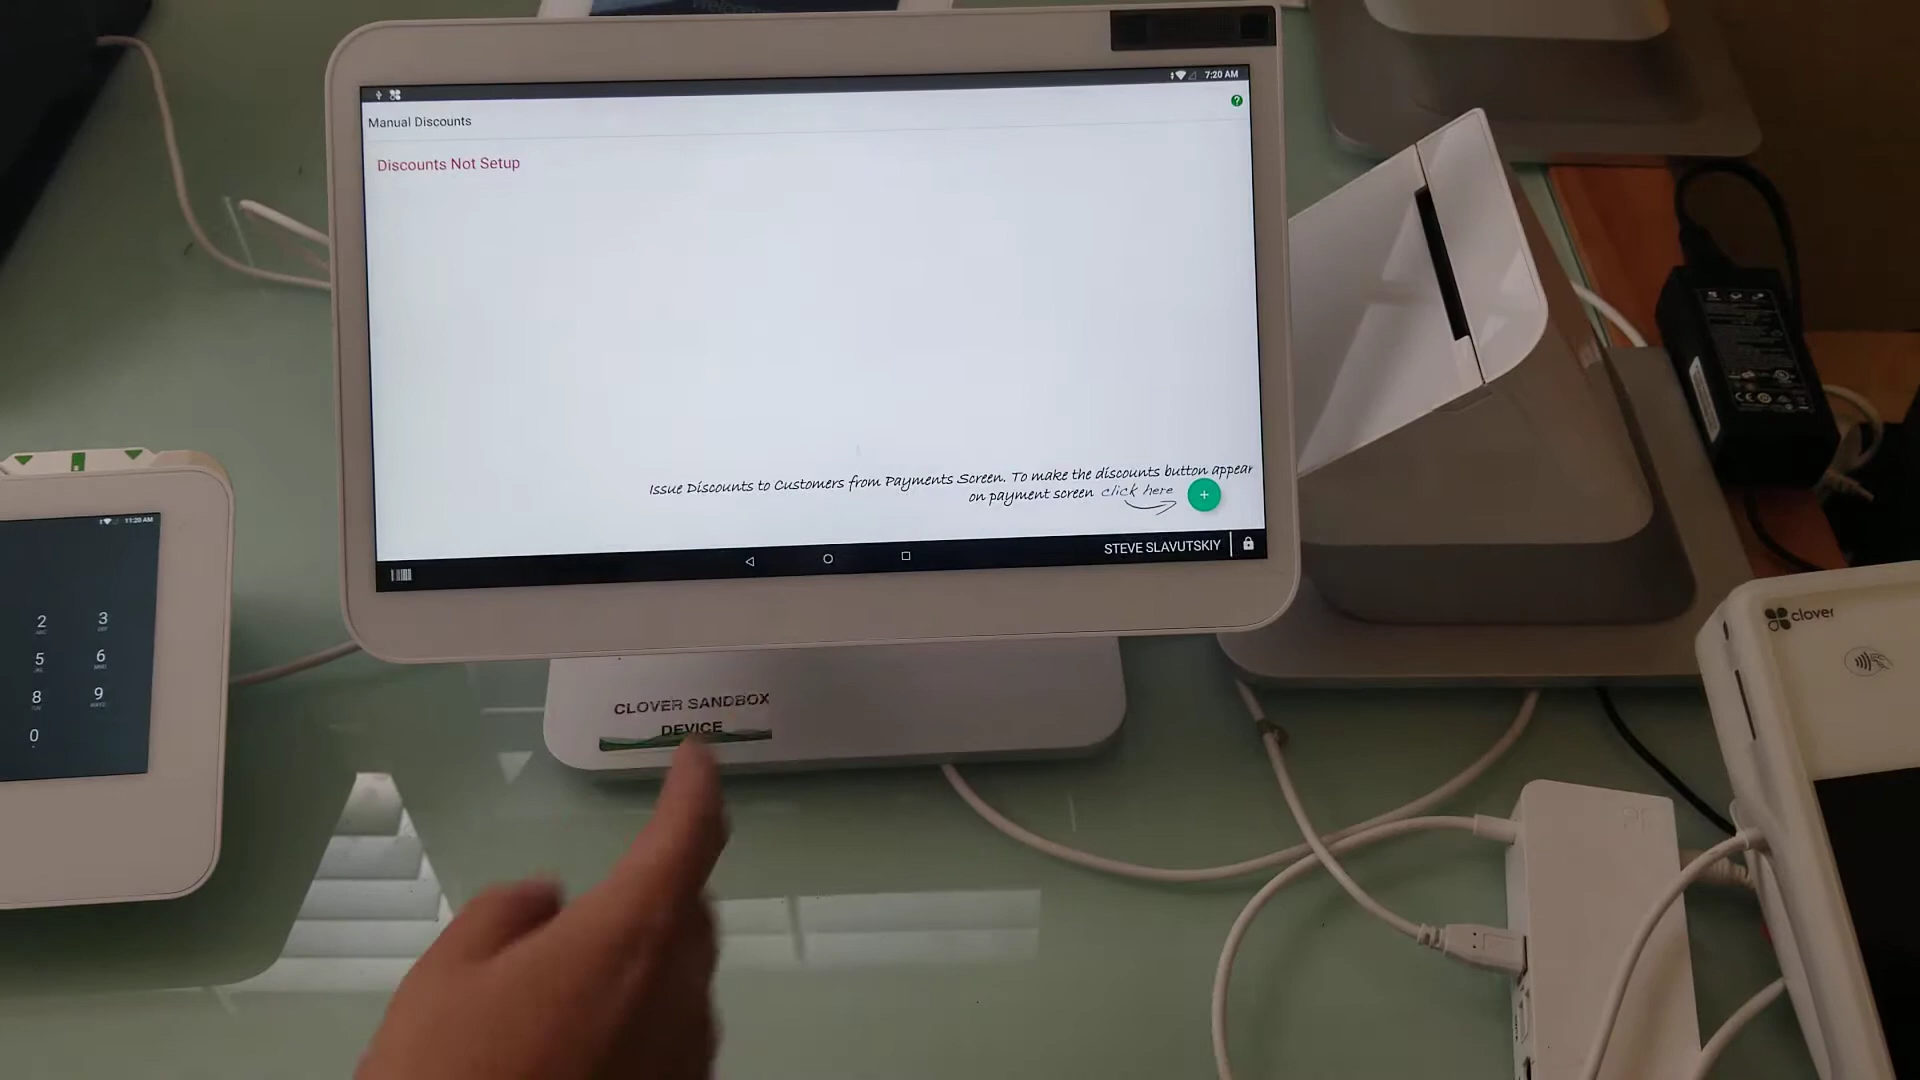 7:20 AM
Manual Discounts
?
Discounts Not Setup
Issue Discounts to Customers from Payments Screen. To make the discounts button appear
on payment screen click here
+
STEVE SLAVUTSKIY
CLOVER SANDBOX
DEVICE
11:20 AM
2 3
5 6
8 9
0
clover